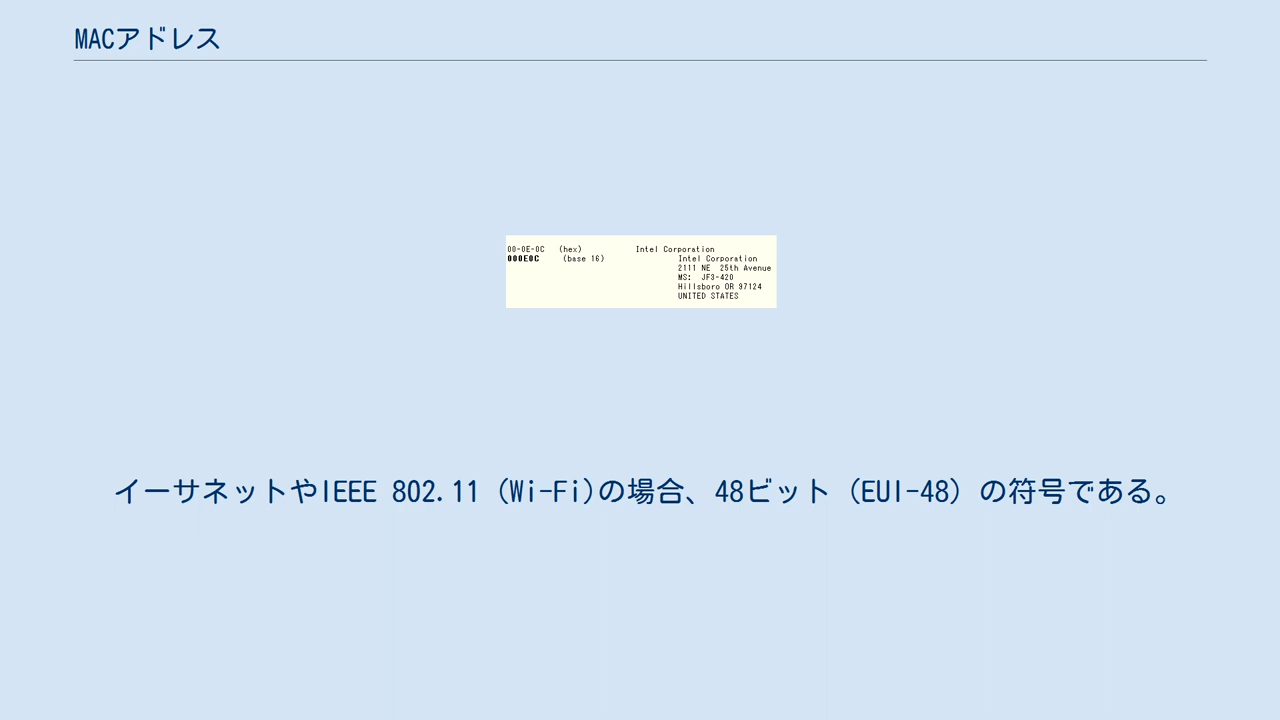 MACアドレス
00-0E-0C (hex) Intel Corporation
000E0C (base 16) Intel Corporation
2111 NE 25th Avenue
MS: JF3-420
Hillsboro OR 97124
UNITED STATES
イーサネットやIEEE 802.11 (Wi-Fi)の場合、48ビット（EUI-48）の符号である。